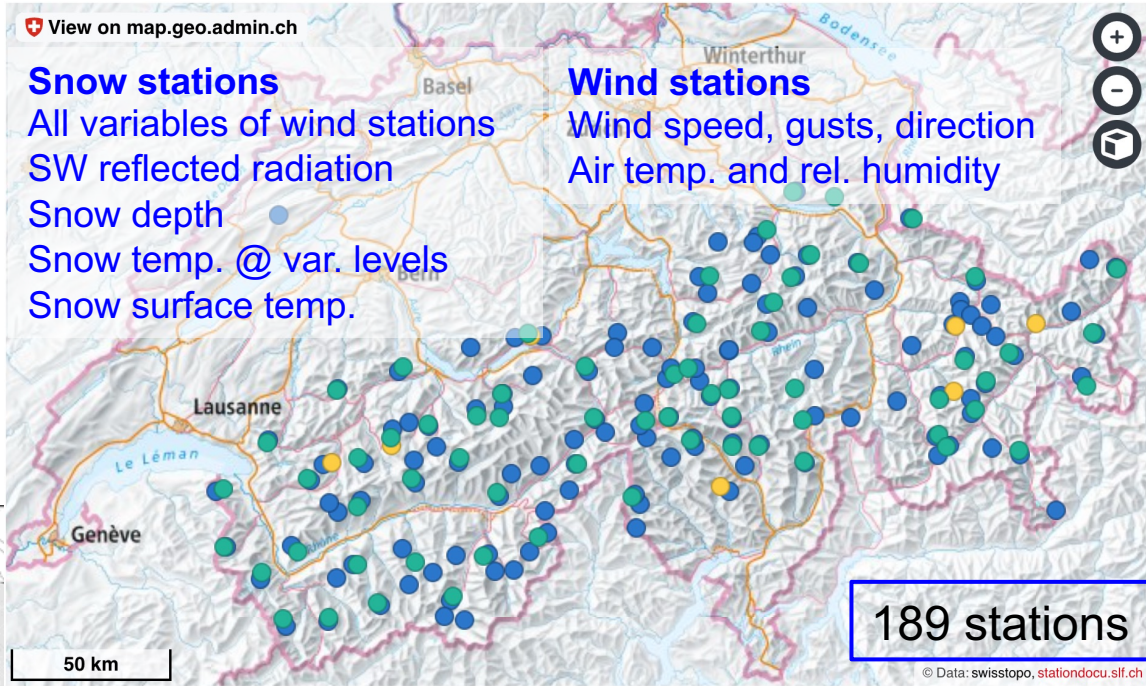 View on map.geo.admin.ch
Snow stations
All variables of wind stations
SW reflected radiation
Snow depth
Snow temp. @ var. levels
Snow surface temp.
Wind stations
Wind speed, gusts, direction
Air temp. and rel. humidity
Basel
Winterthur
Bodensee
Bern
Rhein
Lausanne
Le Léman
Genève
Rhône
189 stations
50 km
© Data: swisstopo, stationdocu.slf.ch